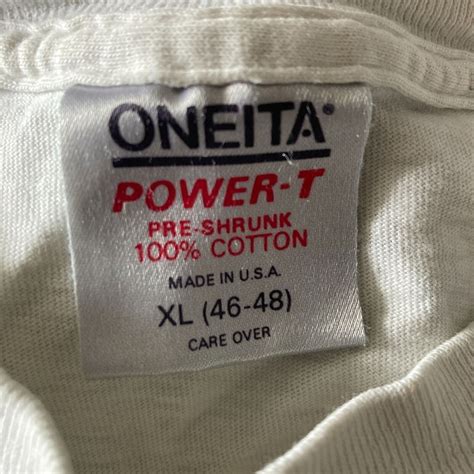 ONEITA®
POWER-T
PRE-SHRUNK
100% COTTON
MADE IN U.S.A.
XL (46-48)
CARE OVER